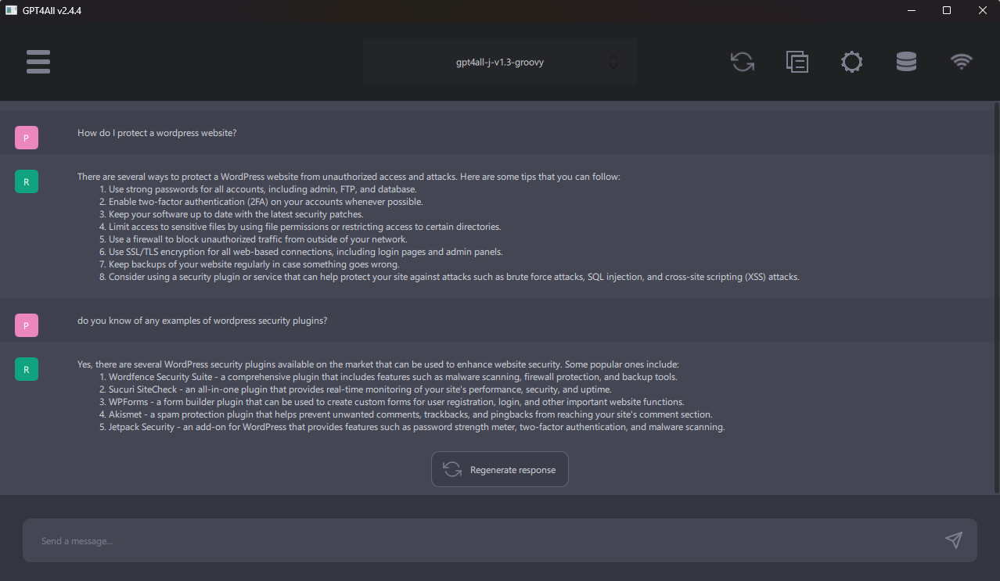 GPT4All v2.4.4
gpt4all-j-v1.3-groovy
P
How do I protect a wordpress website?
R
There are several ways to protect a WordPress website from unauthorized access and attacks. Here are some tips that you can follow:
1. Use strong passwords for all accounts, including admin, FTP, and database.
2. Enable two-factor authentication (2FA) on your accounts whenever possible.
3. Keep your software up to date with the latest security patches.
4. Limit access to sensitive files by using file permissions or restricting access to certain directories.
5. Use a firewall to block unauthorized traffic from outside of your network.
6. Use SSL/TLS encryption for all web-based connections, including login pages and admin panels.
7. Keep backups of your website regularly in case something goes wrong.
8. Consider using a security plugin or service that can help protect your site against attacks such as brute force attacks, SQL injection, and cross-site scripting (XSS) attacks.
P
do you know of any examples of wordpress security plugins?
R
Yes, there are several WordPress security plugins available on the market that can be used to enhance website security. Some popular ones include:
1. Wordfence Security Suite - a comprehensive plugin that includes features such as malware scanning, firewall protection, and backup tools.
2. Sucuri SiteCheck - an all-in-one plugin that provides real-time monitoring of your site's performance, security, and uptime.
3. WPForms - a form builder plugin that can be used to create custom forms for user registration, login, and other important website functions.
4. Akismet - a spam protection plugin that helps prevent unwanted comments, trackbacks, and pingbacks from reaching your site's comment section.
5. Jetpack Security - an add-on for WordPress that provides features such as password strength meter, two-factor authentication, and malware scanning.
Regenerate response
Send a message...